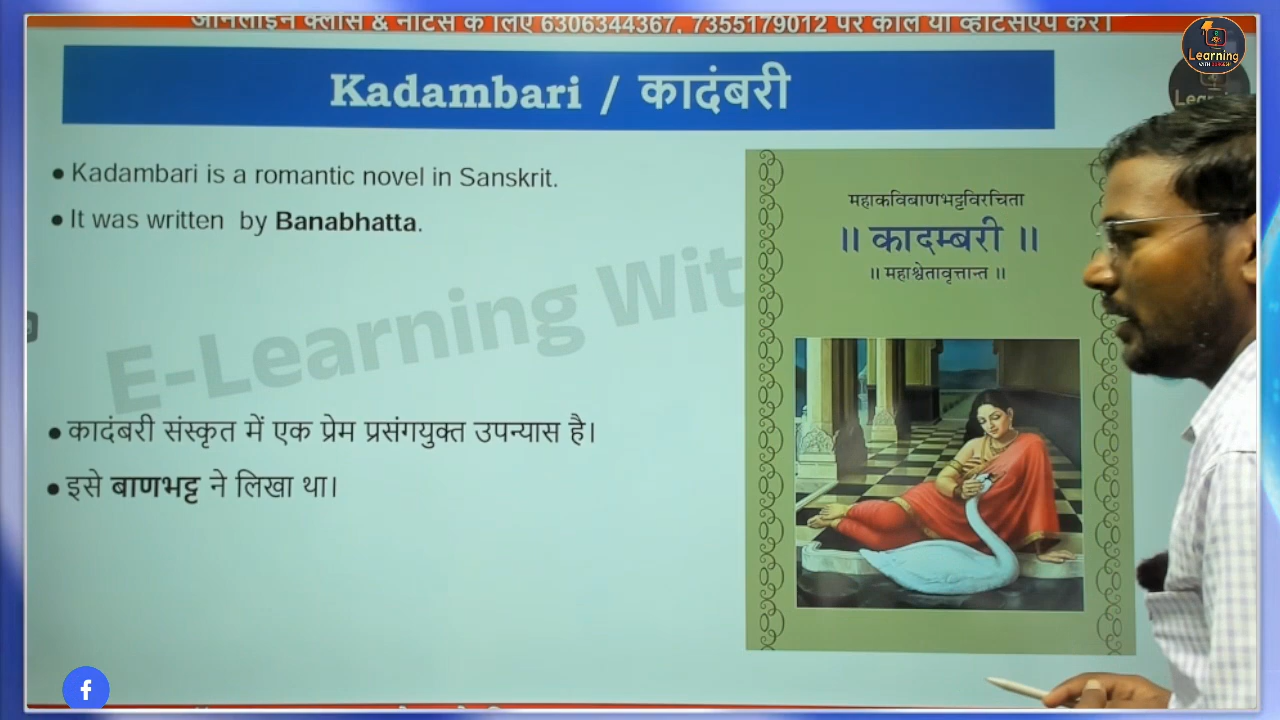 ऑनलाइन क्लास & नोट्स के लिए 6306344367, 7355179012 पर कॉल या व्हाट्सएप करें।
Learning
Kadambari / कादंबरी
• Kadambari is a romantic novel in Sanskrit.
• It was written by Banabhatta.
E-Learning Wit
• कादंबरी संस्कृत में एक प्रेम प्रसंगयुक्त उपन्यास है।
• इसे बाणभट्ट ने लिखा था।
महाकविबाणभट्टविरचिता
॥ कादम्बरी ॥
॥ महाश्वेतावृत्तान्त ॥